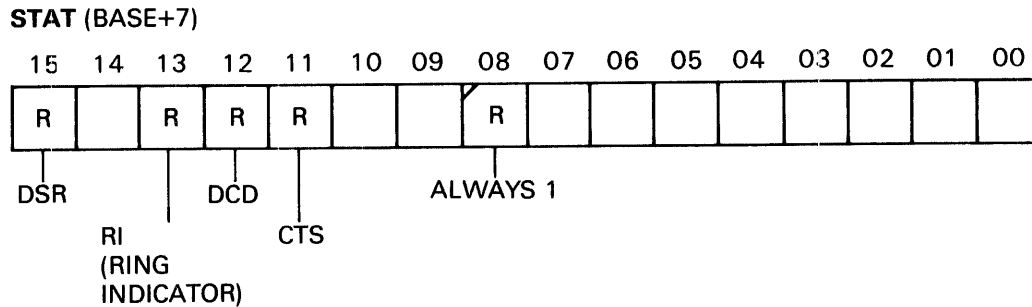 STAT (BASE+7)
15 14 13 12 11 10 09 08 07 06 05 04 03 02 01 00
R R R R R
DSR DCD ALWAYS 1
RI CTS
(RING
INDICATOR)